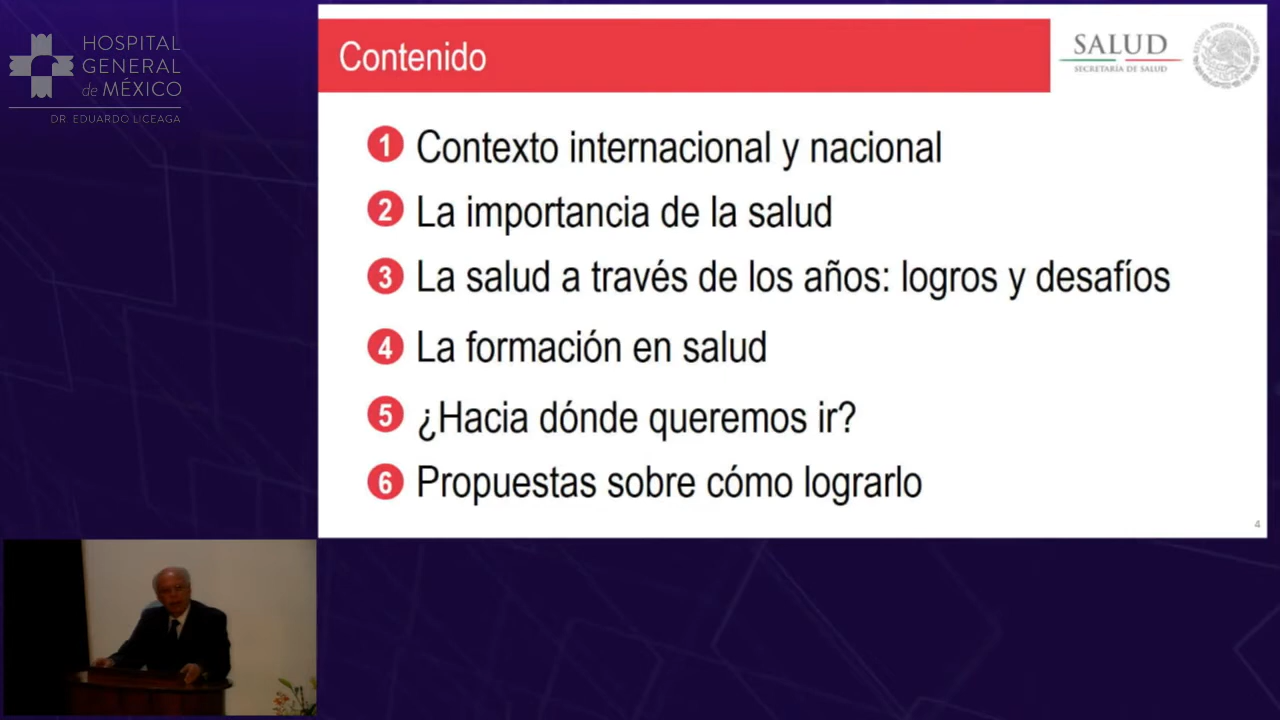 HOSPITAL
GENERAL
de MÉXICO
DR. EDUARDO LICEAGA
Contenido
SALUD
SECRETARÍA DE SALUD
1 Contexto internacional y nacional
2 La importancia de la salud
3 La salud a través de los años: logros y desafíos
4 La formación en salud
5 ¿Hacia dónde queremos ir?
6 Propuestas sobre cómo lograrlo
4